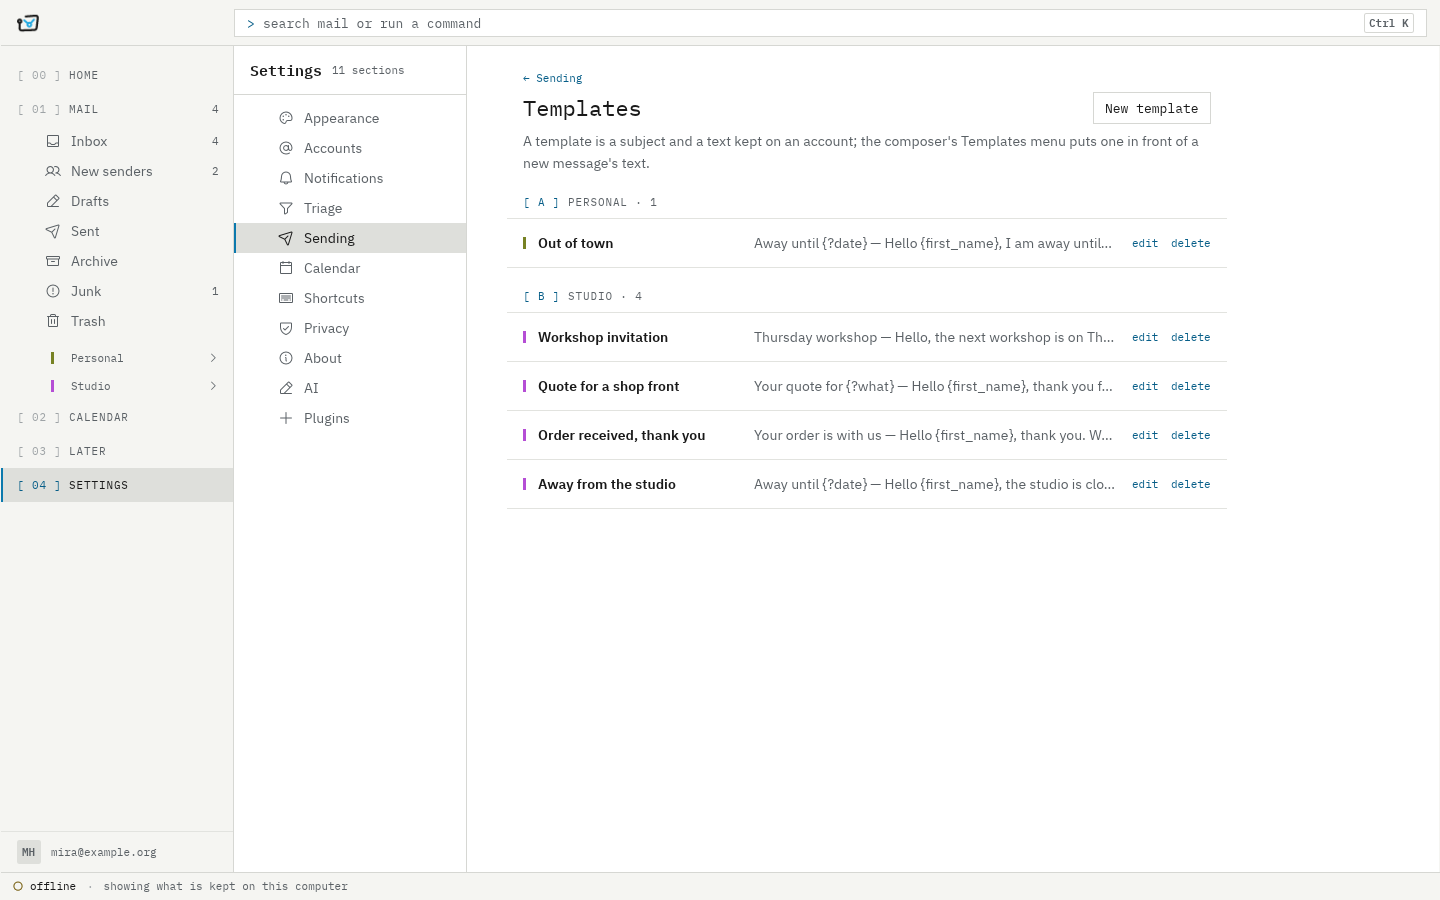 > search mail or run a command
Ctrl K
[ 00 ] HOME
[ 01 ] MAIL 4
Inbox 4
New senders 2
Drafts
Sent
Archive
Junk 1
Trash
Personal
Studio
[ 02 ] CALENDAR
[ 03 ] LATER
[ 04 ] SETTINGS
MH mira@example.org
Settings 11 sections
Appearance
Accounts
Notifications
Triage
Sending
Calendar
Shortcuts
Privacy
About
AI
Plugins
← Sending
Templates
New template
A template is a subject and a text kept on an account; the composer's Templates menu puts one in front of a
new message's text.
[ A ] PERSONAL · 1
Out of town Away until {?date} — Hello {first_name}, I am away until... edit delete
[ B ] STUDIO · 4
Workshop invitation Thursday workshop — Hello, the next workshop is on Th... edit delete
Quote for a shop front Your quote for {?what} — Hello {first_name}, thank you f... edit delete
Order received, thank you Your order is with us — Hello {first_name}, thank you. W... edit delete
Away from the studio Away until {?date} — Hello {first_name}, the studio is clo... edit delete
offline · showing what is kept on this computer